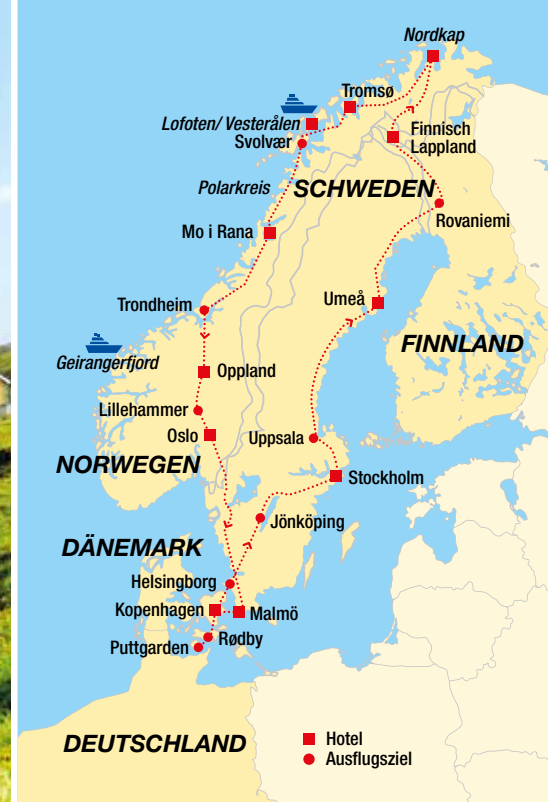 Nordkap
Tromsø
Lofoten/ Vesterålen
Svolvær
Finnisch
Lappland
Polarkreis
SCHWEDEN
Rovaniemi
Mo i Rana
Umeå
Trondheim
FINNLAND
Geirangerfjord
Oppland
Lillehammer
Oslo
Uppsala
NORWEGEN
Stockholm
Jönköping
DÄNEMARK
Helsingborg
Kopenhagen
Malmö
Rødby
Puttgarden
DEUTSCHLAND
Hotel
Ausflugsziel